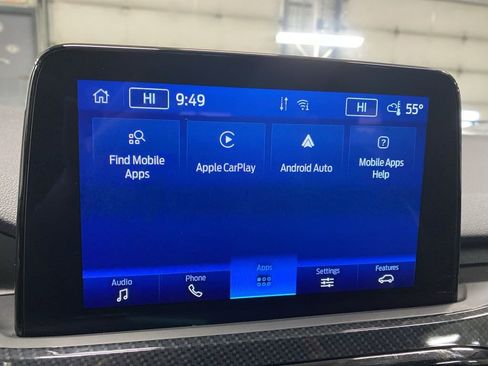 HI 9:49 HI 55°
Find Mobile
Apps
Apple CarPlay
Android Auto
Mobile Apps
Help
Audio
Phone
Apps
Settings
Features